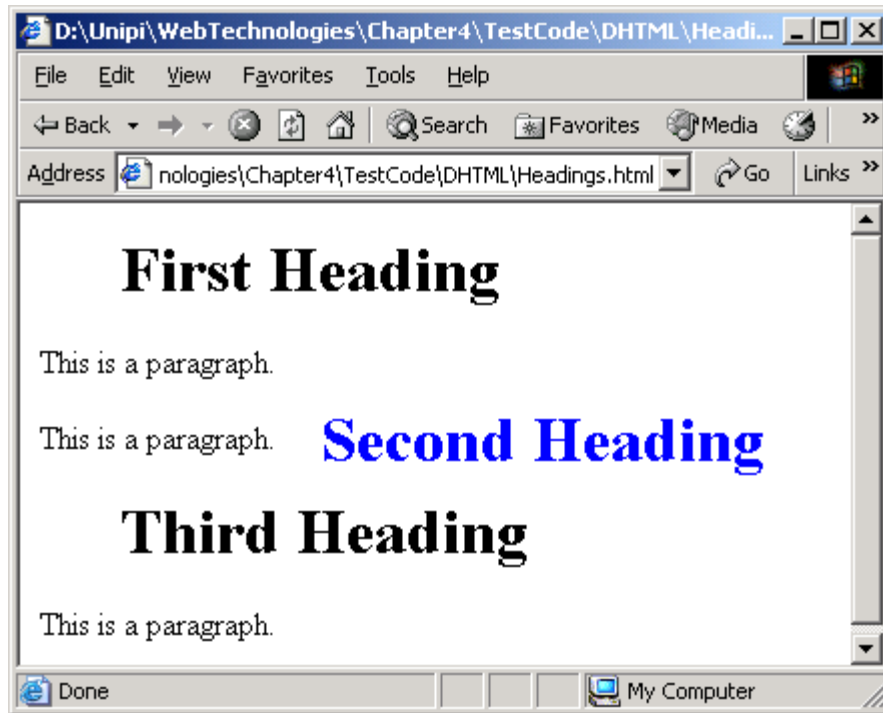 D:\Unipi\WebTechnologies\Chapter4\TestCode\DHTML\Headi...
File Edit View Favorites Tools Help
Back Search Favorites Media »
Address nologies\Chapter4\TestCode\DHTML\Headings.html Go Links »
First Heading
This is a paragraph.
This is a paragraph. Second Heading
Third Heading
This is a paragraph.
Done My Computer